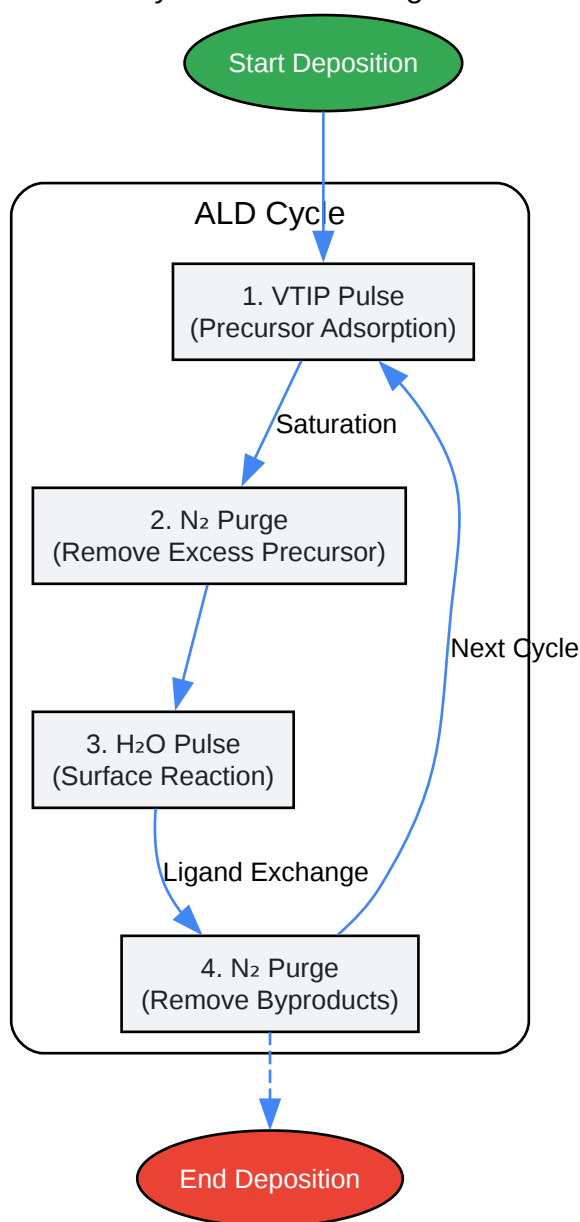 Start Deposition
ALD Cycle
1. VTIP Pulse
(Precursor Adsorption)
Saturation
2. N₂ Purge
(Remove Excess Precursor)
Next Cycle
3. H₂O Pulse
(Surface Reaction)
Ligand Exchange
4. N₂ Purge
(Remove Byproducts)
End Deposition